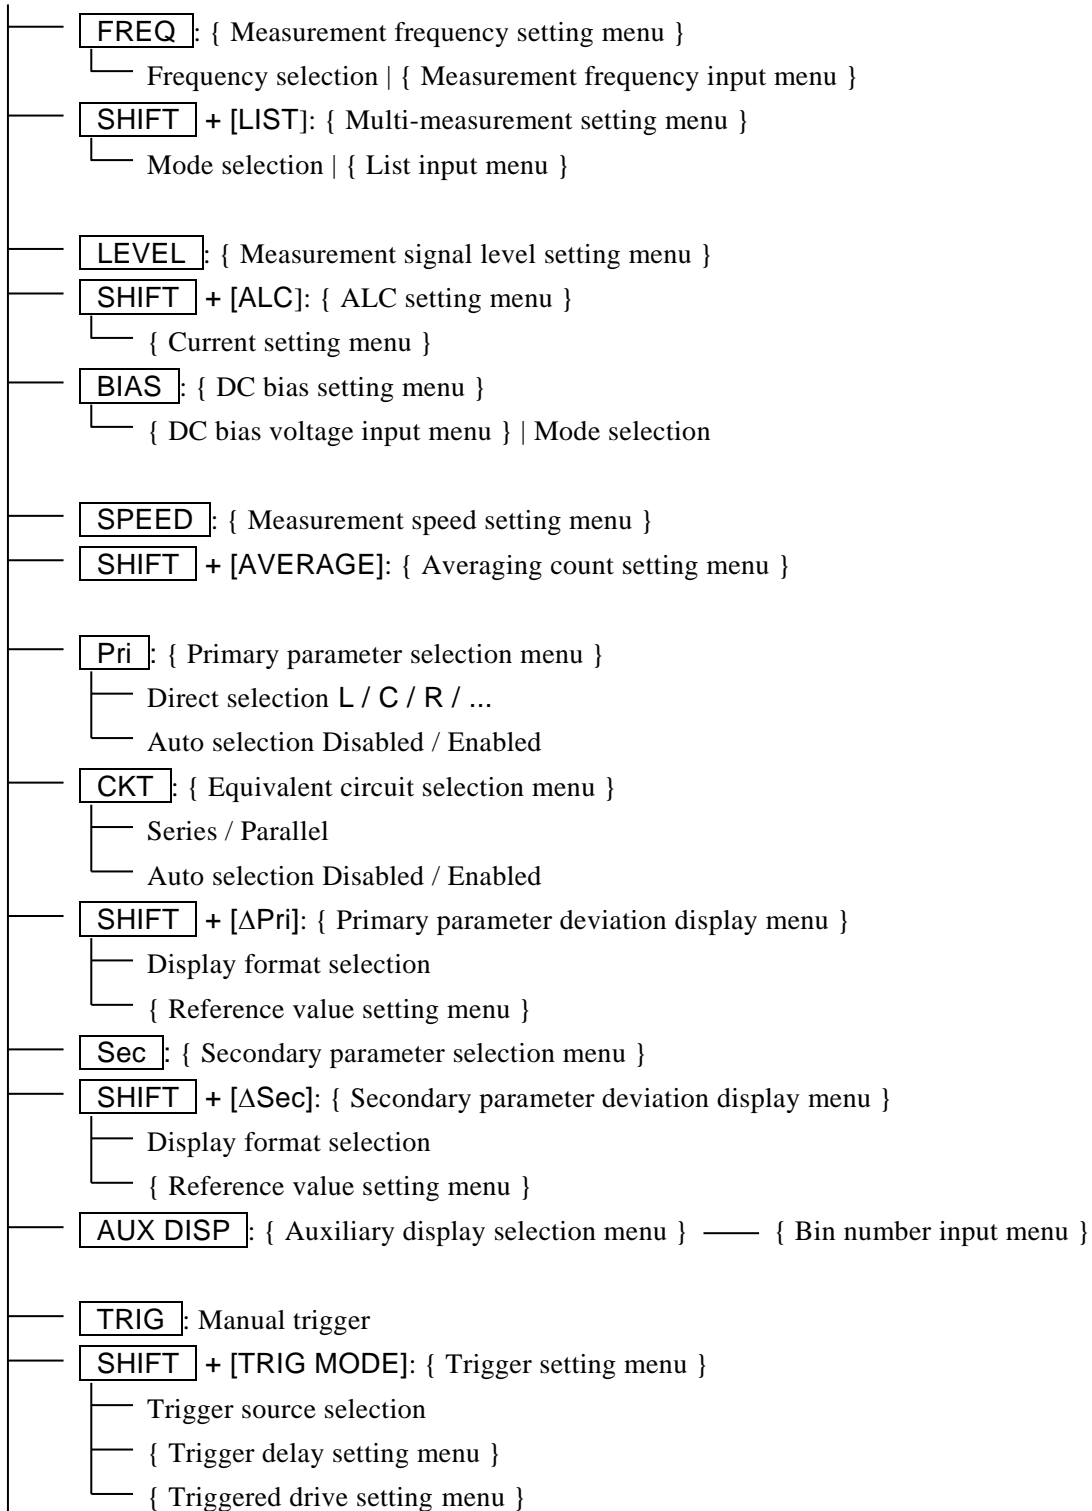 FREQ : { Measurement frequency setting menu }
Frequency selection | { Measurement frequency input menu }
SHIFT + [LIST]: { Multi-measurement setting menu }
Mode selection | { List input menu }
LEVEL : { Measurement signal level setting menu }
SHIFT + [ALC]: { ALC setting menu }
{ Current setting menu }
BIAS : { DC bias setting menu }
{ DC bias voltage input menu } | Mode selection
SPEED : { Measurement speed setting menu }
SHIFT + [AVERAGE]: { Averaging count setting menu }
Pri : { Primary parameter selection menu }
Direct selection L / C / R / ...
Auto selection Disabled / Enabled
CKT : { Equivalent circuit selection menu }
Series / Parallel
Auto selection Disabled / Enabled
SHIFT + [ΔPri]: { Primary parameter deviation display menu }
Display format selection
{ Reference value setting menu }
Sec : { Secondary parameter selection menu }
SHIFT + [ΔSec]: { Secondary parameter deviation display menu }
Display format selection
{ Reference value setting menu }
AUX DISP : { Auxiliary display selection menu } { Bin number input menu }
TRIG : Manual trigger
SHIFT + [TRIG MODE]: { Trigger setting menu }
Trigger source selection
{ Trigger delay setting menu }
{ Triggered drive setting menu }